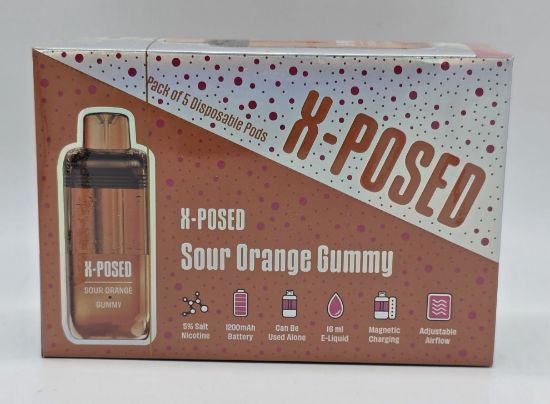 Pack of 5 Disposable Pods
X-POSED
X-POSED
Sour Orange Gummy
X-POSED
SOUR ORANGE
GUMMY
5% Salt
Nicotine
1200mAh
Battery
Can Be
Used Alone
16 ml
E-Liquid
Magnetic
Charging
Adjustable
Airflow